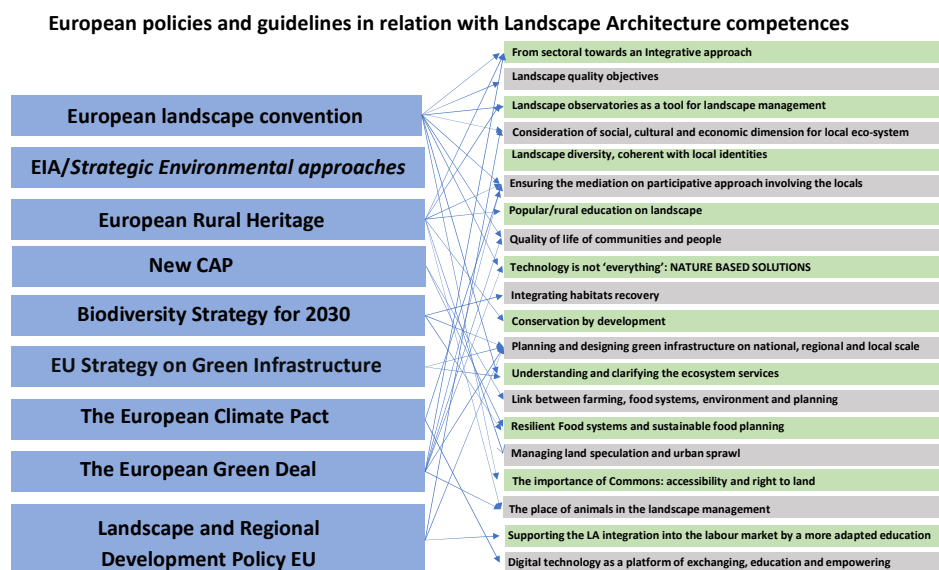 European policies and guidelines in relation with Landscape Architecture competences
European landscape convention
EIA/Strategic Environmental approaches
European Rural Heritage
New CAP
Biodiversity Strategy for 2030
EU Strategy on Green Infrastructure
The European Climate Pact
The European Green Deal
Landscape and Regional
Development Policy EU
From sectoral towards an Integrative approach
Landscape quality objectives
Landscape observatories as a tool for landscape management
Consideration of social, cultural and economic dimension for local eco-system
Landscape diversity, coherent with local identities
Ensuring the mediation on participative approach involving the locals
Popular/rural education on landscape
Quality of life of communities and people
Technology is not ‘everything’: NATURE BASED SOLUTIONS
Integrating habitats recovery
Conservation by development
Planning and designing green infrastructure on national, regional and local scale
Understanding and clarifying the ecosystem services
Link between farming, food systems, environment and planning
Resilient Food systems and sustainable food planning
Managing land speculation and urban sprawl
The importance of Commons: accessibility and right to land
The place of animals in the landscape management
Supporting the LA integration into the labour market by a more adapted education
Digital technology as a platform of exchanging, education and empowering